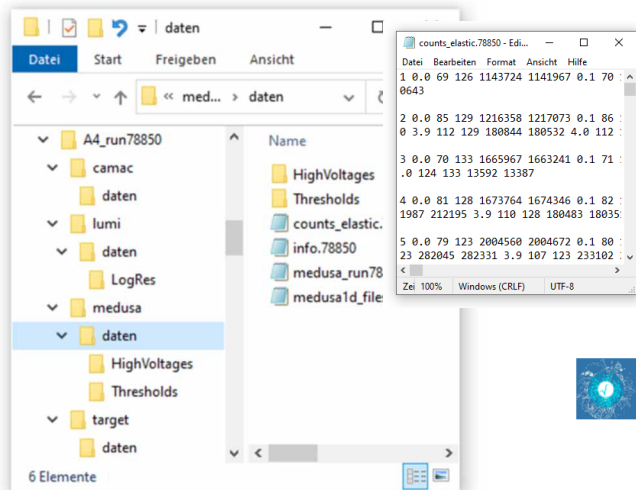 daten
Datei Start Freigeben Ansicht
« med... > daten
A4_run78850
camac
daten
lumi
daten
LogRes
medusa
daten
HighVoltages
Thresholds
target
daten
6 Elemente
Name
HighVoltages
Thresholds
counts_elastic.
info.78850
medusa_run78
medusa1d_file
counts_elastic.78850 - Edi...
Datei Bearbeiten Format Ansicht Hilfe
1 0.0 69 126 1143724 1141967 0.1 70
0643
2 0.0 85 129 1216358 1217073 0.1 86
0 3.9 112 129 180844 180532 4.0 112
3 0.0 70 133 1665967 1663241 0.1 71
.0 124 133 13592 13387
4 0.0 81 128 1673764 1674346 0.1 82
1987 212195 3.9 110 128 180483 18035
5 0.0 79 123 2004560 2004672 0.1 80
23 282045 282331 3.9 107 123 233102
Zei 100% Windows (CRLF) UTF-8